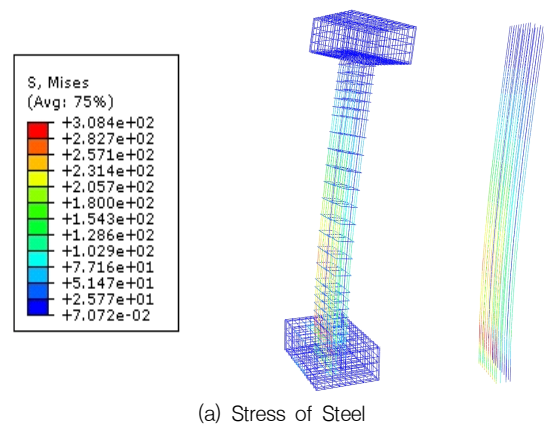 S, Mises
(Avg: 75%)
+3.084e+02
+2.827e+02
+2.571e+02
+2.314e+02
+2.057e+02
+1.800e+02
+1.543e+02
+1.286e+02
+1.029e+02
+7.716e+01
+5.147e+01
+2.577e+01
+7.072e-02
(a) Stress of Steel